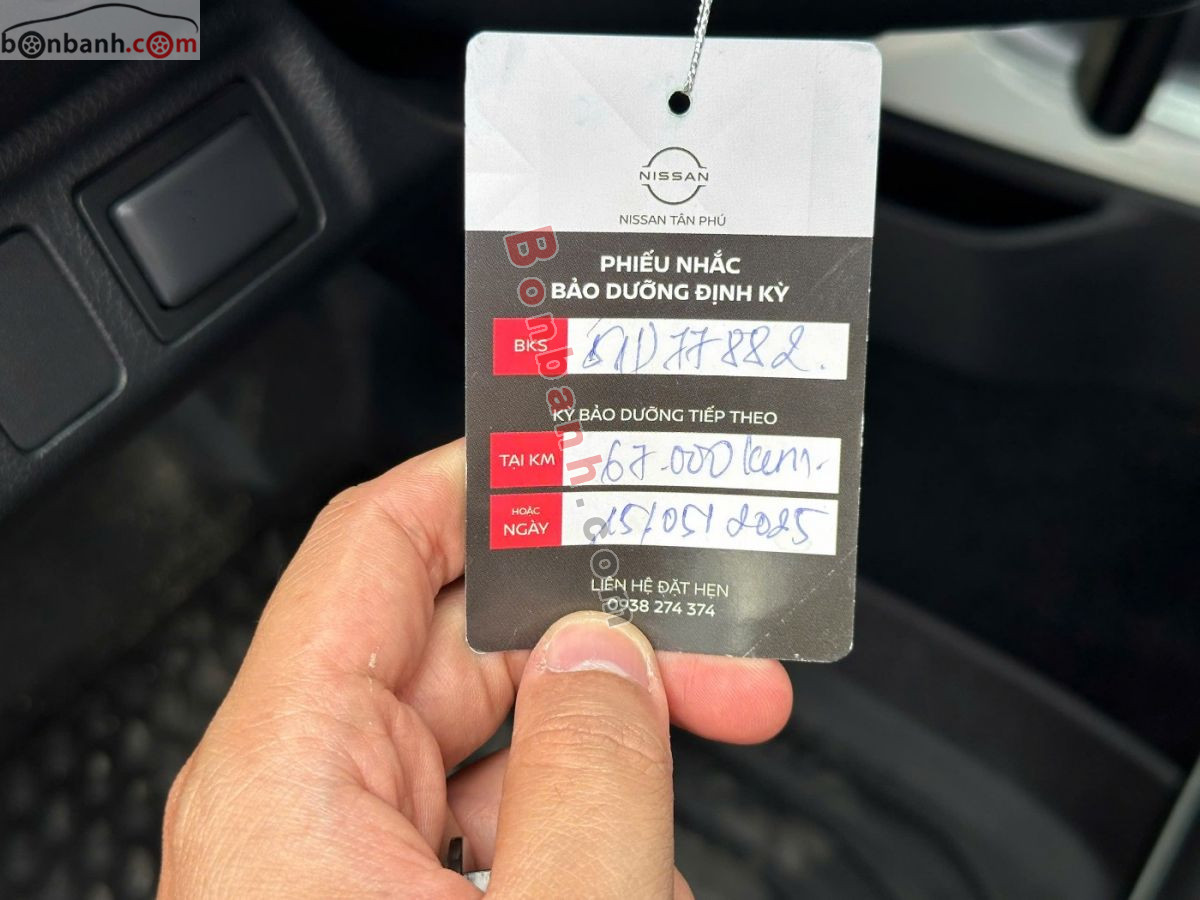 bonbanh.com
NISSAN
NISSAN TÂN PHÚ
PHIẾU NHẮC
BẢO DƯỠNG ĐỊNH KỲ
BKS 77882.
KỲ BẢO DƯỠNG TIẾP THEO
TẠI KM 67.000 km.
HOẶC
NGÀY 15/05/2025
LIÊN HỆ ĐẶT HẸN
0938 274 374
Bonbanh.com